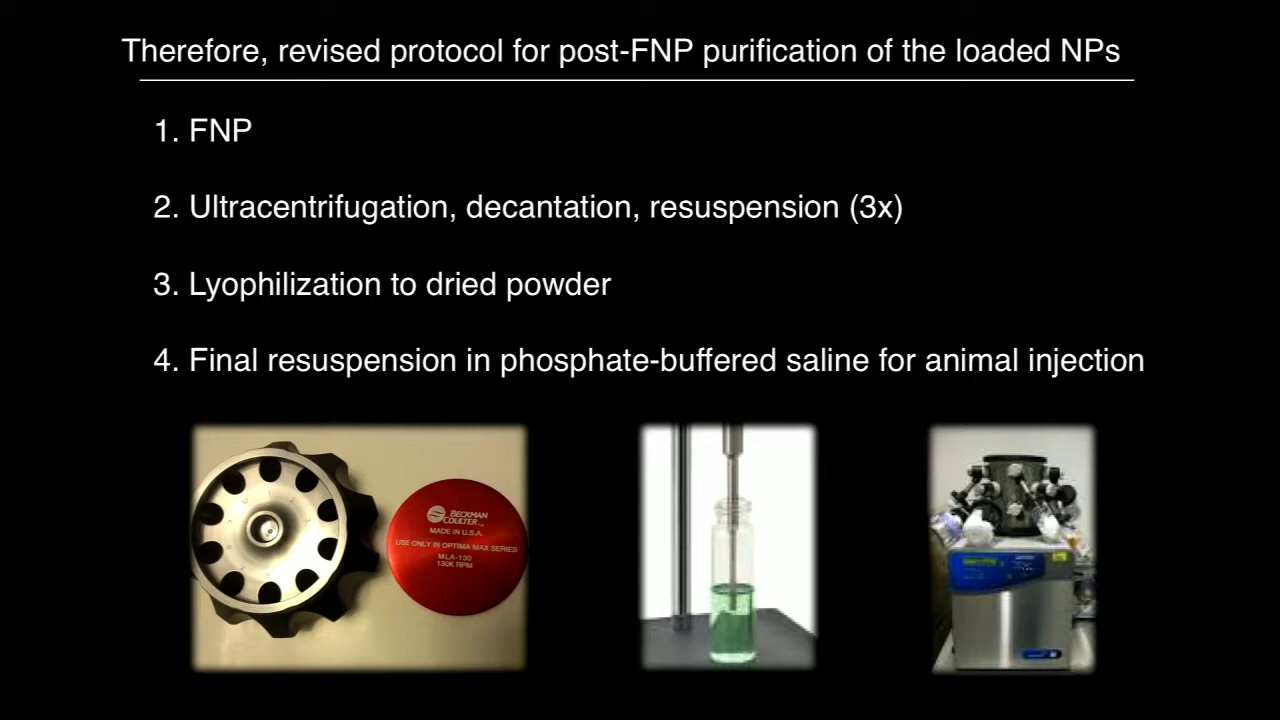 Therefore, revised protocol for post-FNP purification of the loaded NPs
1. FNP
2. Ultracentrifugation, decantation, resuspension (3x)
3. Lyophilization to dried powder
4. Final resuspension in phosphate-buffered saline for animal injection
BECKMAN
COULTER
MADE IN U.S.A.
USE ONLY IN OPTIMA MAX SERIES
MLA-130
130K RPM